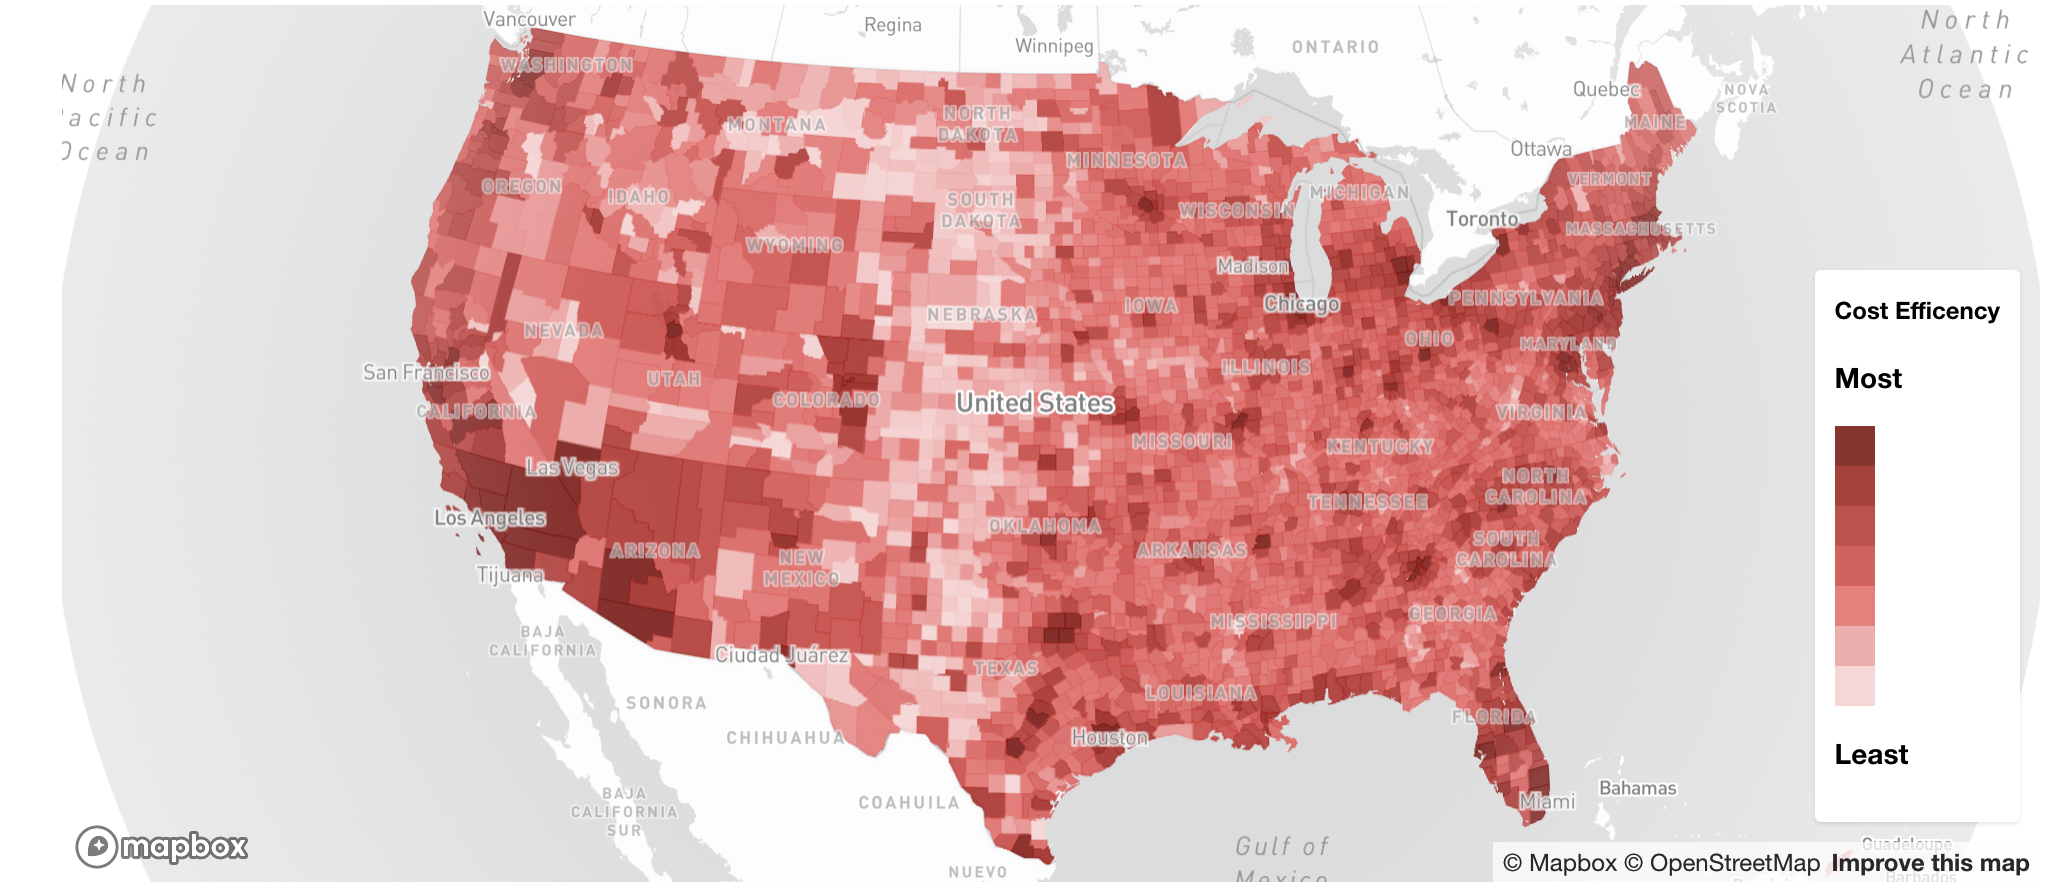 Vancouver
Regina
Winnipeg
ONTARIO
North
Atlantic
Ocean
North
acific
Ocean
Quebec
NOVA
SCOTIA
WASHINGTON
MONTANA
NORTH
DAKOTA
MINNESOTA
MAINE
Ottawa
VERMONT
OREGON
IDAHO
SOUTH
DAKOTA
WISCONSIN
MICHIGAN
Toronto
MASSACHUSETTS
WYOMING
Madison
Chicago
NEBRASKA
IOWA
PENNSYLVANIA
NEVADA
OHIO
MARYLAND
San Francisco
UTAH
COLORADO
United States
ILLINOIS
CALIFORNIA
VIRGINIA
MISSOURI
KENTUCKY
Las Vegas
NORTH
CAROLINA
TENNESSEE
Los Angeles
OKLAHOMA
ARIZONA
NEW
MEXICO
ARKANSAS
SOUTH
CAROLINA
Tijuana
BAJA
CALIFORNIA
MISSISSIPPI
GEORGIA
Ciudad Juárez
TEXAS
SONORA
LOUISIANA
CHIHUAHUA
Houston
FLORIDA
BAJA
CALIFORNIA
SUR
COAHUILA
Miami
Bahamas
NUEVO
Gulf of
Mexico
Guadeloupe
Barbados
Cost Efficency
Most
Least
mapbox
© Mapbox © OpenStreetMap Improve this map